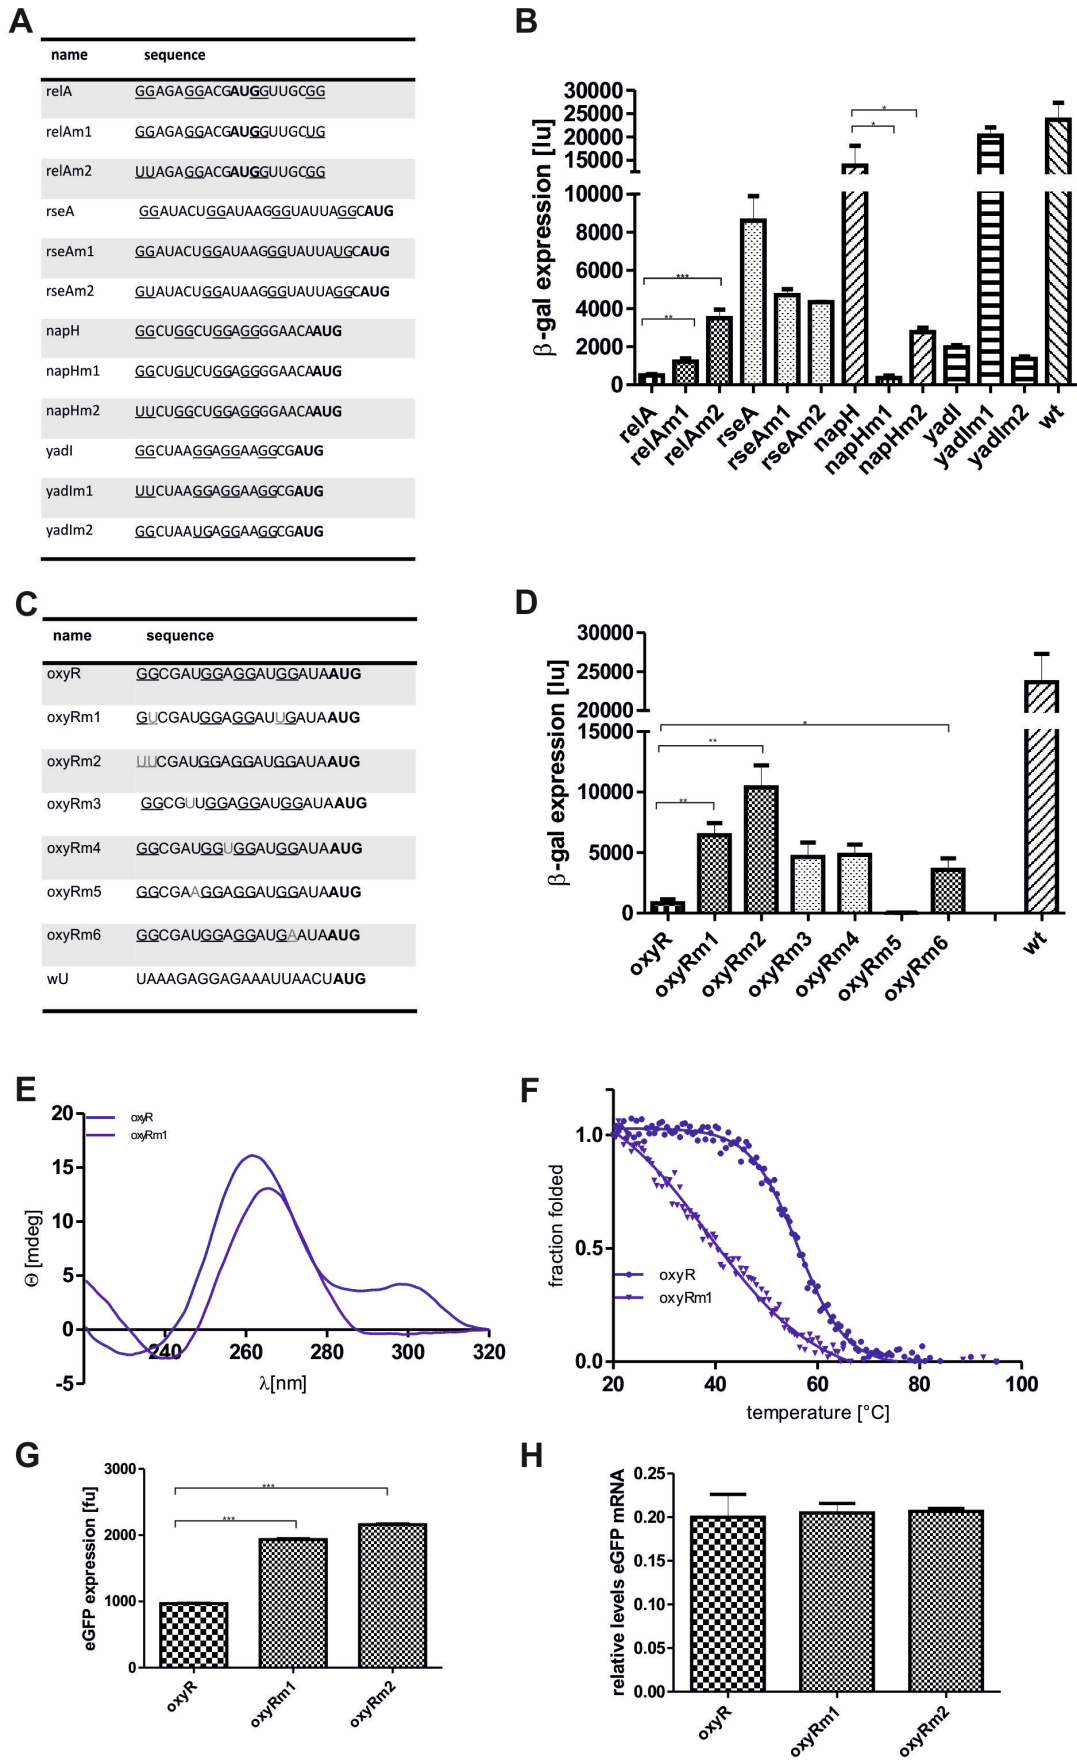 A
name sequence
relA GGAGAGGACGAUGGUUGCGG
relAm1 GGAGAGGACGAUGGUUGCUG
relAm2 UUAGAGGACGAUGGUUGCGG
rseA GGAUACUGGAUAAGGGUAUUAGGCAUG
rseAm1 GGAUACUGGAUAAGGGUAUUAUGCAUG
rseAm2 GUAUACUGGAUAAGGGUAUUAGGCAUG
napH GGCUGGCUGGAGGGGAACAAUG
napHm1 GGCUGUCUGGAGGGGAACAAUG
napHm2 UUCUGGCUGGAGGGGAACAAUG
yadI GGCUAAGGAGGAAGGCGAUG
yadIm1 UUCUAAGGAGGAAGGCGAUG
yadIm2 GGCUAAUGAGGAAGGCGAUG
B
β-gal expression [lu]
30000
25000
20000
15000
10000
8000
6000
4000
2000
0
*
*
***
**
relA relAm1 relAm2 rseA rseAm1 rseAm2 napH napHm1 napHm2 yadI yadIm1 yadIm2 wt
C
name sequence
oxyR GGCGAUGGAGGAUGGAUAAUG
oxyRm1 GUCGAUGGAGGAUUGAUAAUG
oxyRm2 UUCGAUGGAGGAUGGAUAAUG
oxyRm3 GGCGUUGGAGGAUGGAUAAUG
oxyRm4 GGCGAUGGUGGAUGGAUAAUG
oxyRm5 GGCGAAGGAGGAUGGAUAAUG
oxyRm6 GGCGAUGGAGGAUGAAUAAUG
wU UAAAGAGGAGAAAUUAACUAUG
D
β-gal expression [lu]
30000
25000
20000
15000
10000
5000
0
*
**
**
oxyR oxyRm1 oxyRm2 oxyRm3 oxyRm4 oxyRm5 oxyRm6 wt
E
Θ [mdeg]
20
15
10
5
0
-5
oxyR
oxyRm1
240 260 280 300 320
λ[nm]
F
fraction folded
1.0
0.5
0.0
oxyR
oxyRm1
20 40 60 80 100
temperature [°C]
G
eGFP expression [fu]
3000
2000
1000
0
***
***
oxyR oxyRm1 oxyRm2
H
relative levels eGFP mRNA
0.25
0.20
0.15
0.10
0.05
0.00
oxyR oxyRm1 oxyRm2